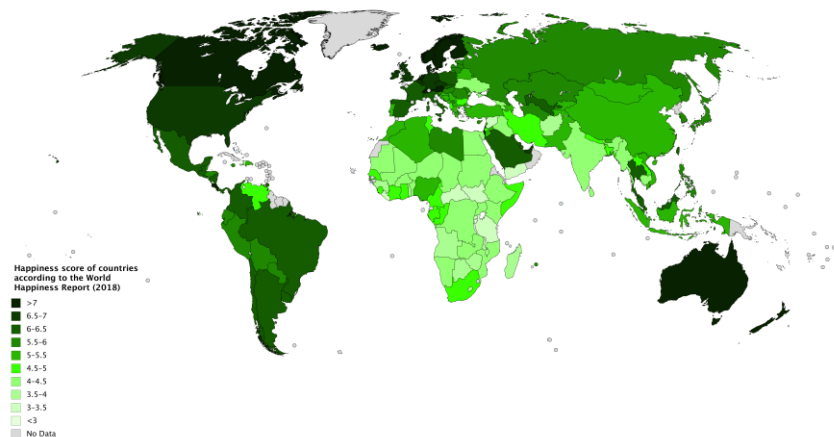 Happiness score of countries
according to the World
Happiness Report (2018)
>7
6.5-7
6-6.5
5.5-6
5-5.5
4.5-5
4-4.5
3.5-4
3-3.5
<3
No Data